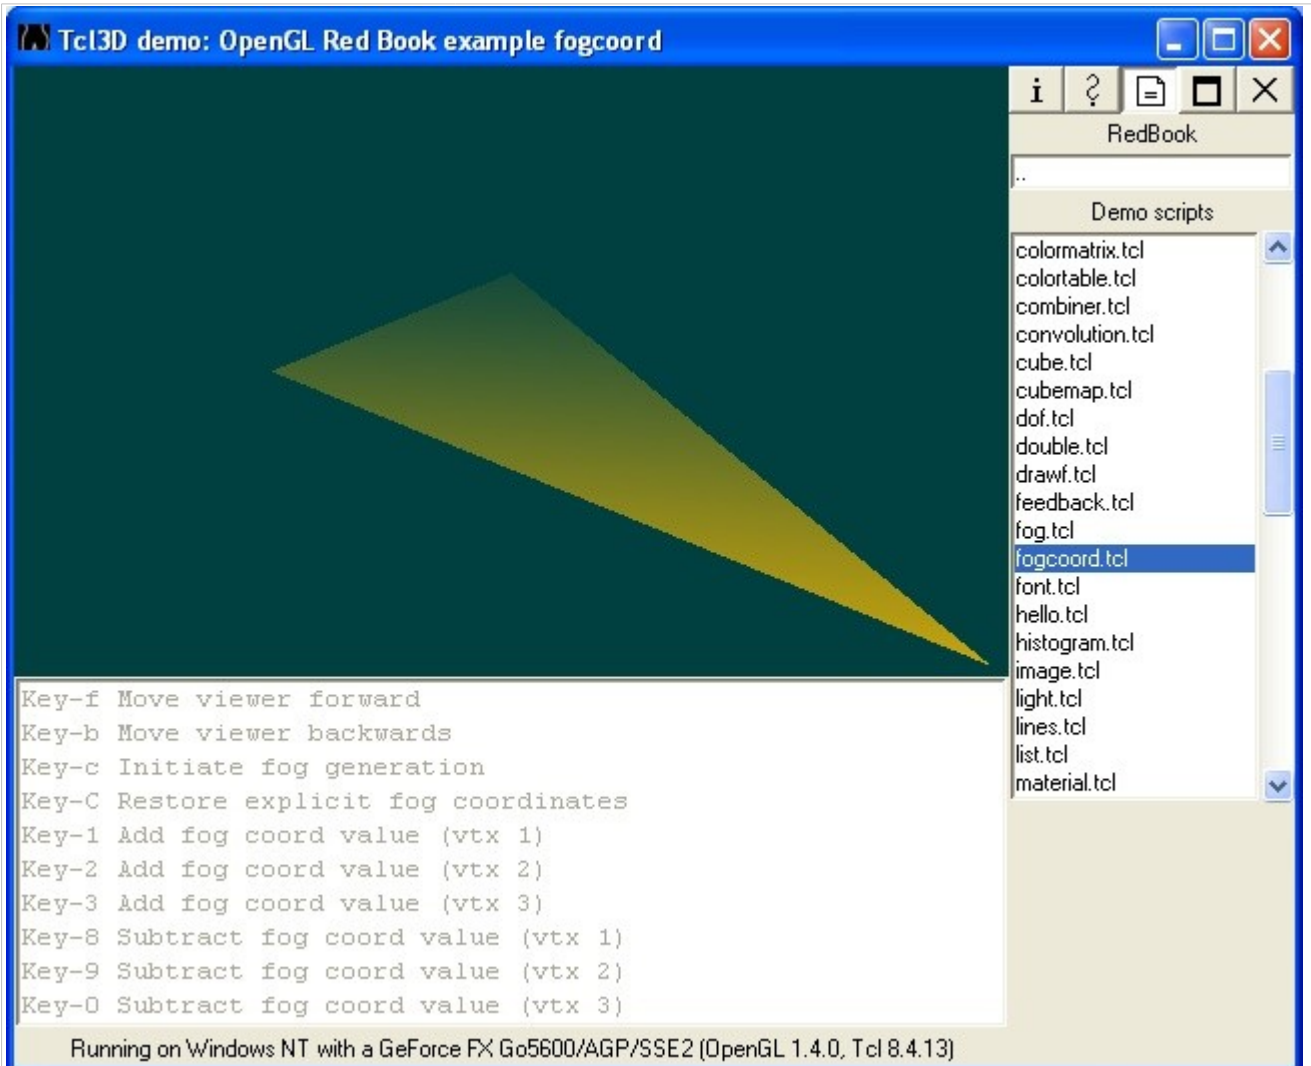 Tcl3D demo: OpenGL Red Book example fogcoord
i ?
RedBook
..
Demo scripts
colormatrix.tcl
colortable.tcl
combiner.tcl
convolution.tcl
cube.tcl
cubemap.tcl
dof.tcl
double.tcl
drawf.tcl
feedback.tcl
fog.tcl
fogcoord.tcl
font.tcl
hello.tcl
histogram.tcl
image.tcl
light.tcl
lines.tcl
list.tcl
material.tcl
Key-f Move viewer forward
Key-b Move viewer backwards
Key-c Initiate fog generation
Key-C Restore explicit fog coordinates
Key-1 Add fog coord value (vtx 1)
Key-2 Add fog coord value (vtx 2)
Key-3 Add fog coord value (vtx 3)
Key-8 Subtract fog coord value (vtx 1)
Key-9 Subtract fog coord value (vtx 2)
Key-0 Subtract fog coord value (vtx 3)
Running on Windows NT with a GeForce FX Go5600/AGP/SSE2 (OpenGL 1.4.0, Tcl 8.4.13)